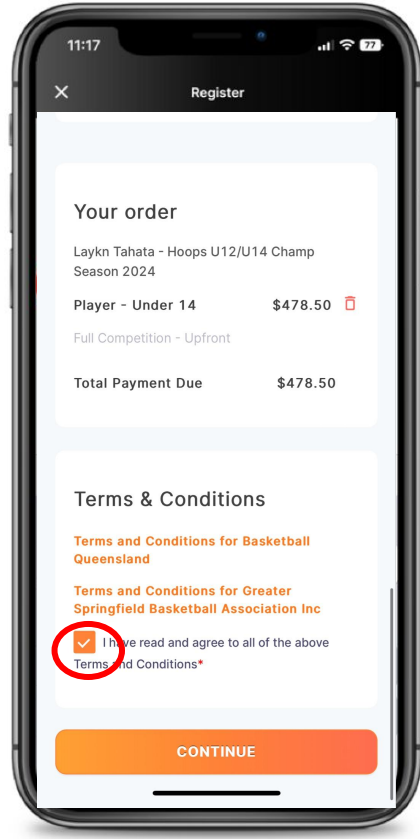 11:17
77
Register
Your order
Laykn Tahata - Hoops U12/U14 Champ
Season 2024
Player - Under 14 $478.50
Full Competition - Upfront
Total Payment Due $478.50
Terms & Conditions
Terms and Conditions for Basketball
Queensland
Terms and Conditions for Greater
Springfield Basketball Association Inc
I have read and agree to all of the above
Terms and Conditions*
CONTINUE